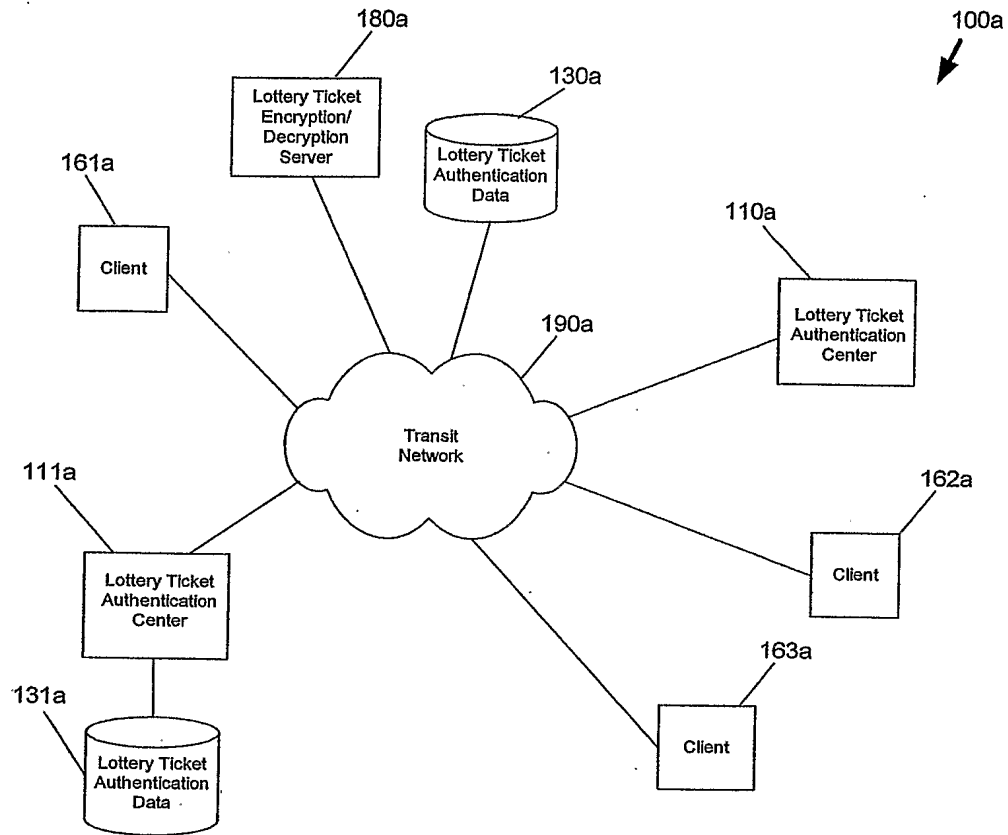 180a
100a
130a
Lottery Ticket
Encryption/
Decryption
Server
Lottery Ticket
Authentication
Data
161a
Client
110a
Lottery Ticket
Authentication
Center
190a
Transit
Network
111a
Lottery Ticket
Authentication
Center
162a
Client
163a
Client
131a
Lottery Ticket
Authentication
Data